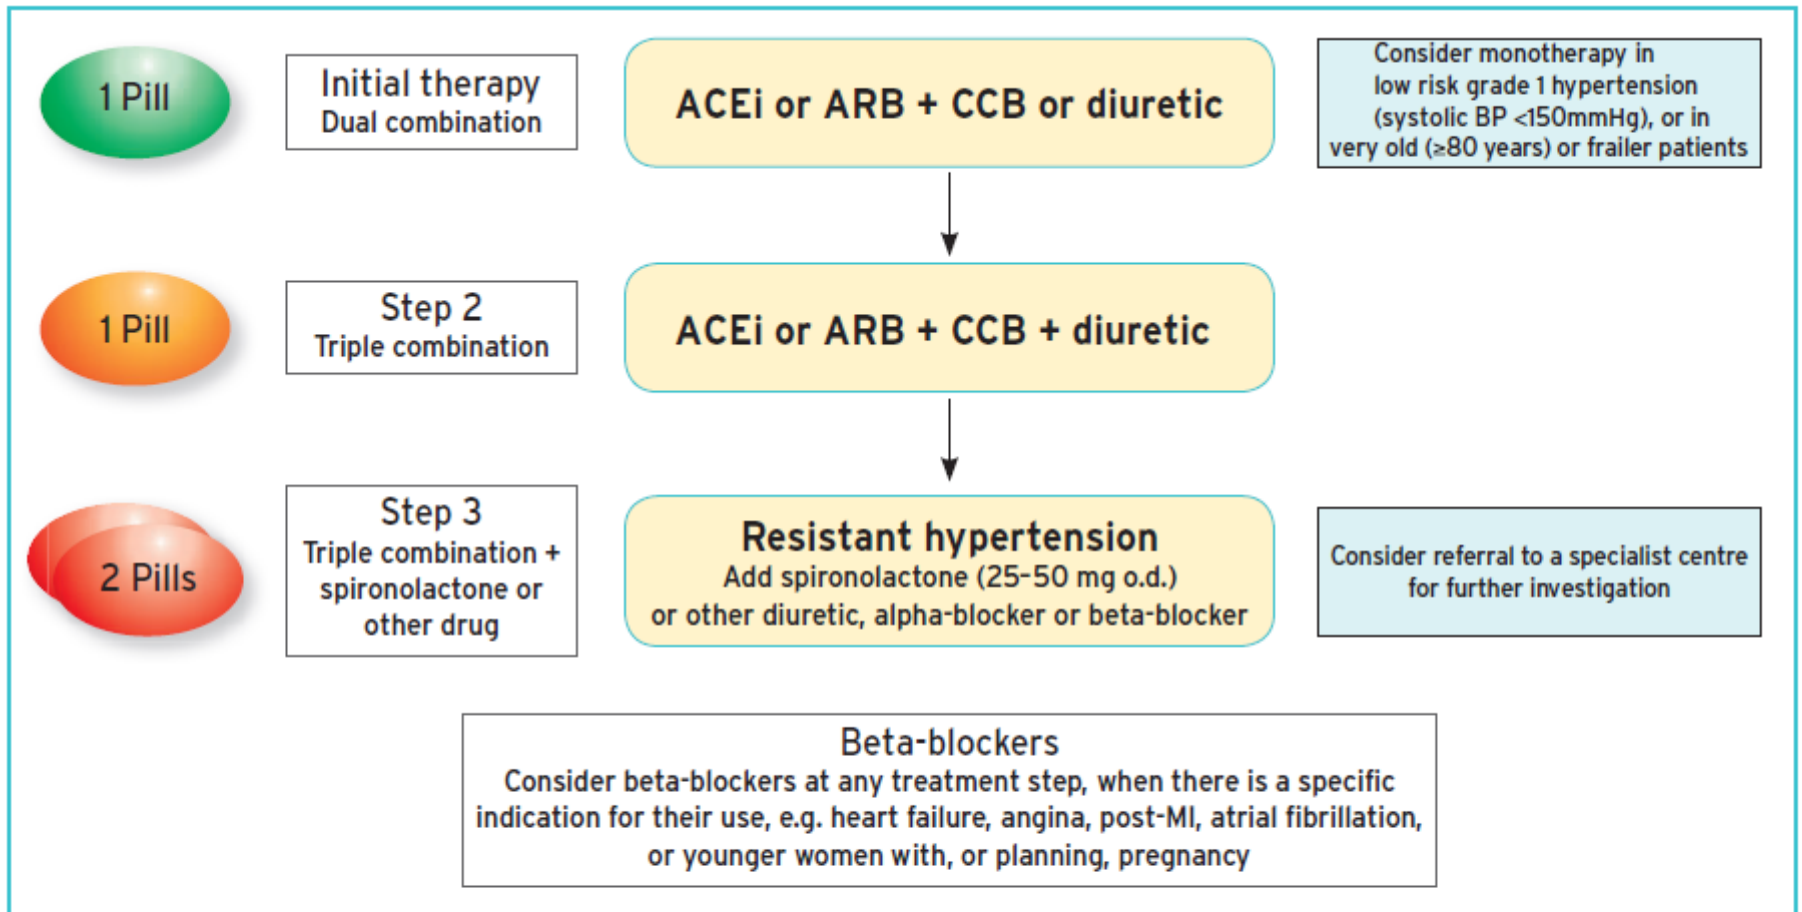 1 Pill
Initial therapy
Dual combination
ACEi or ARB + CCB or diuretic
Consider monotherapy in
low risk grade 1 hypertension
(systolic BP <150mmHg), or in
very old (≥80 years) or frailer patients
1 Pill
Step 2
Triple combination
ACEi or ARB + CCB + diuretic
2 Pills
Step 3
Triple combination +
spironolactone or
other drug
Resistant hypertension
Add spironolactone (25-50 mg o.d.)
or other diuretic, alpha-blocker or beta-blocker
Consider referral to a specialist centre
for further investigation
Beta-blockers
Consider beta-blockers at any treatment step, when there is a specific
indication for their use, e.g. heart failure, angina, post-MI, atrial fibrillation,
or younger women with, or planning, pregnancy